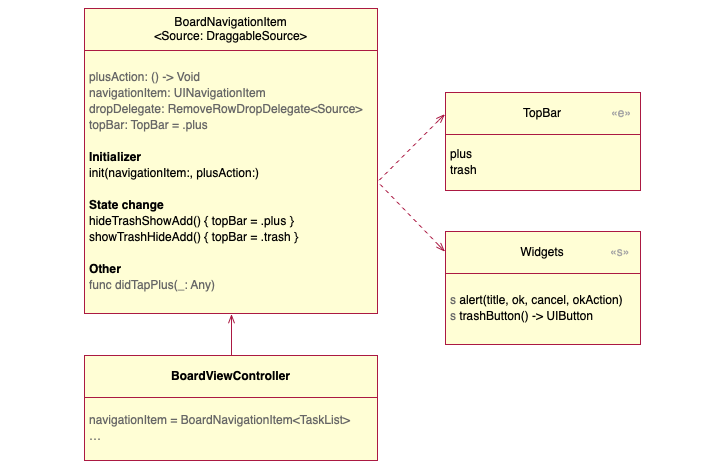 BoardNavigationItem
<Source: DraggableSource>
plusAction: () -> Void
navigationItem: UINavigationItem
dropDelegate: RemoveRowDropDelegate<Source>
topBar: TopBar = .plus
Initializer
init(navigationItem:, plusAction:)
State change
hideTrashShowAdd() { topBar = .plus }
showTrashHideAdd() { topBar = .trash }
Other
func didTapPlus(_: Any)
TopBar «e»
plus
trash
Widgets «s»
s alert(title, ok, cancel, okAction)
s trashButton() -> UIButton
BoardViewController
navigationItem = BoardNavigationItem<TaskList>
…